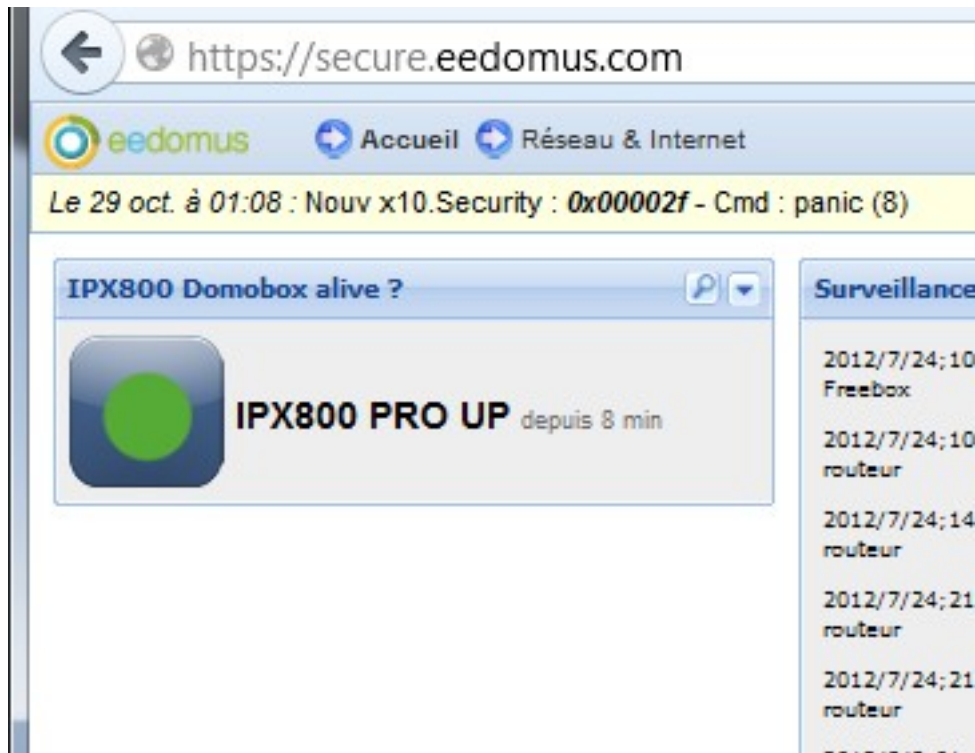 https://secure.eedomus.com
eedomus Accueil Réseau & Internet
Le 29 oct. à 01:08 : Nouv x10.Security : 0x00002f - Cmd : panic (8)
IPX800 Domobox alive ?
IPX800 PRO UP depuis 8 min
Surveillance
2012/7/24;10
Freebox
2012/7/24;10
routeur
2012/7/24;14
routeur
2012/7/24;21
routeur
2012/7/24;21
routeur